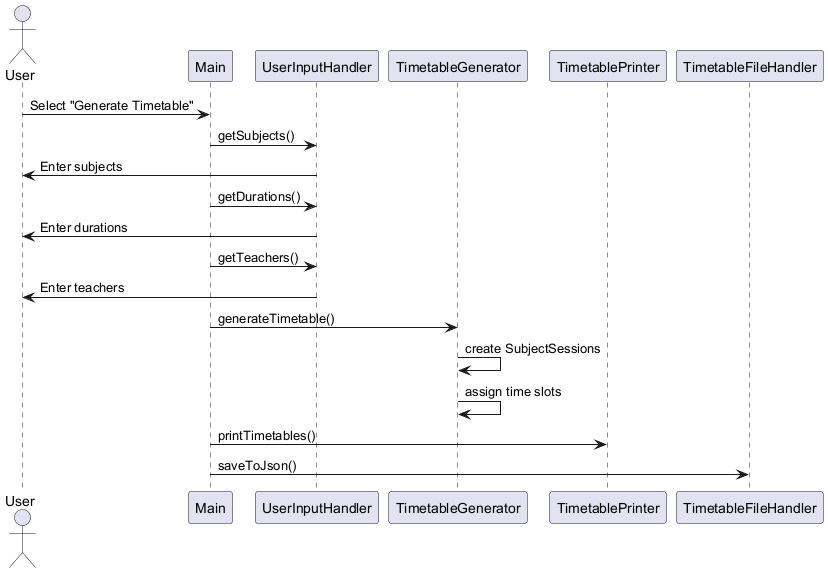 User
Main
UserInputHandler
TimetableGenerator
TimetablePrinter
TimetableFileHandler
Select "Generate Timetable"
getSubjects()
Enter subjects
getDurations()
Enter durations
getTeachers()
Enter teachers
generateTimetable()
create SubjectSessions
assign time slots
printTimetables()
saveToJson()
User
Main
UserInputHandler
TimetableGenerator
TimetablePrinter
TimetableFileHandler